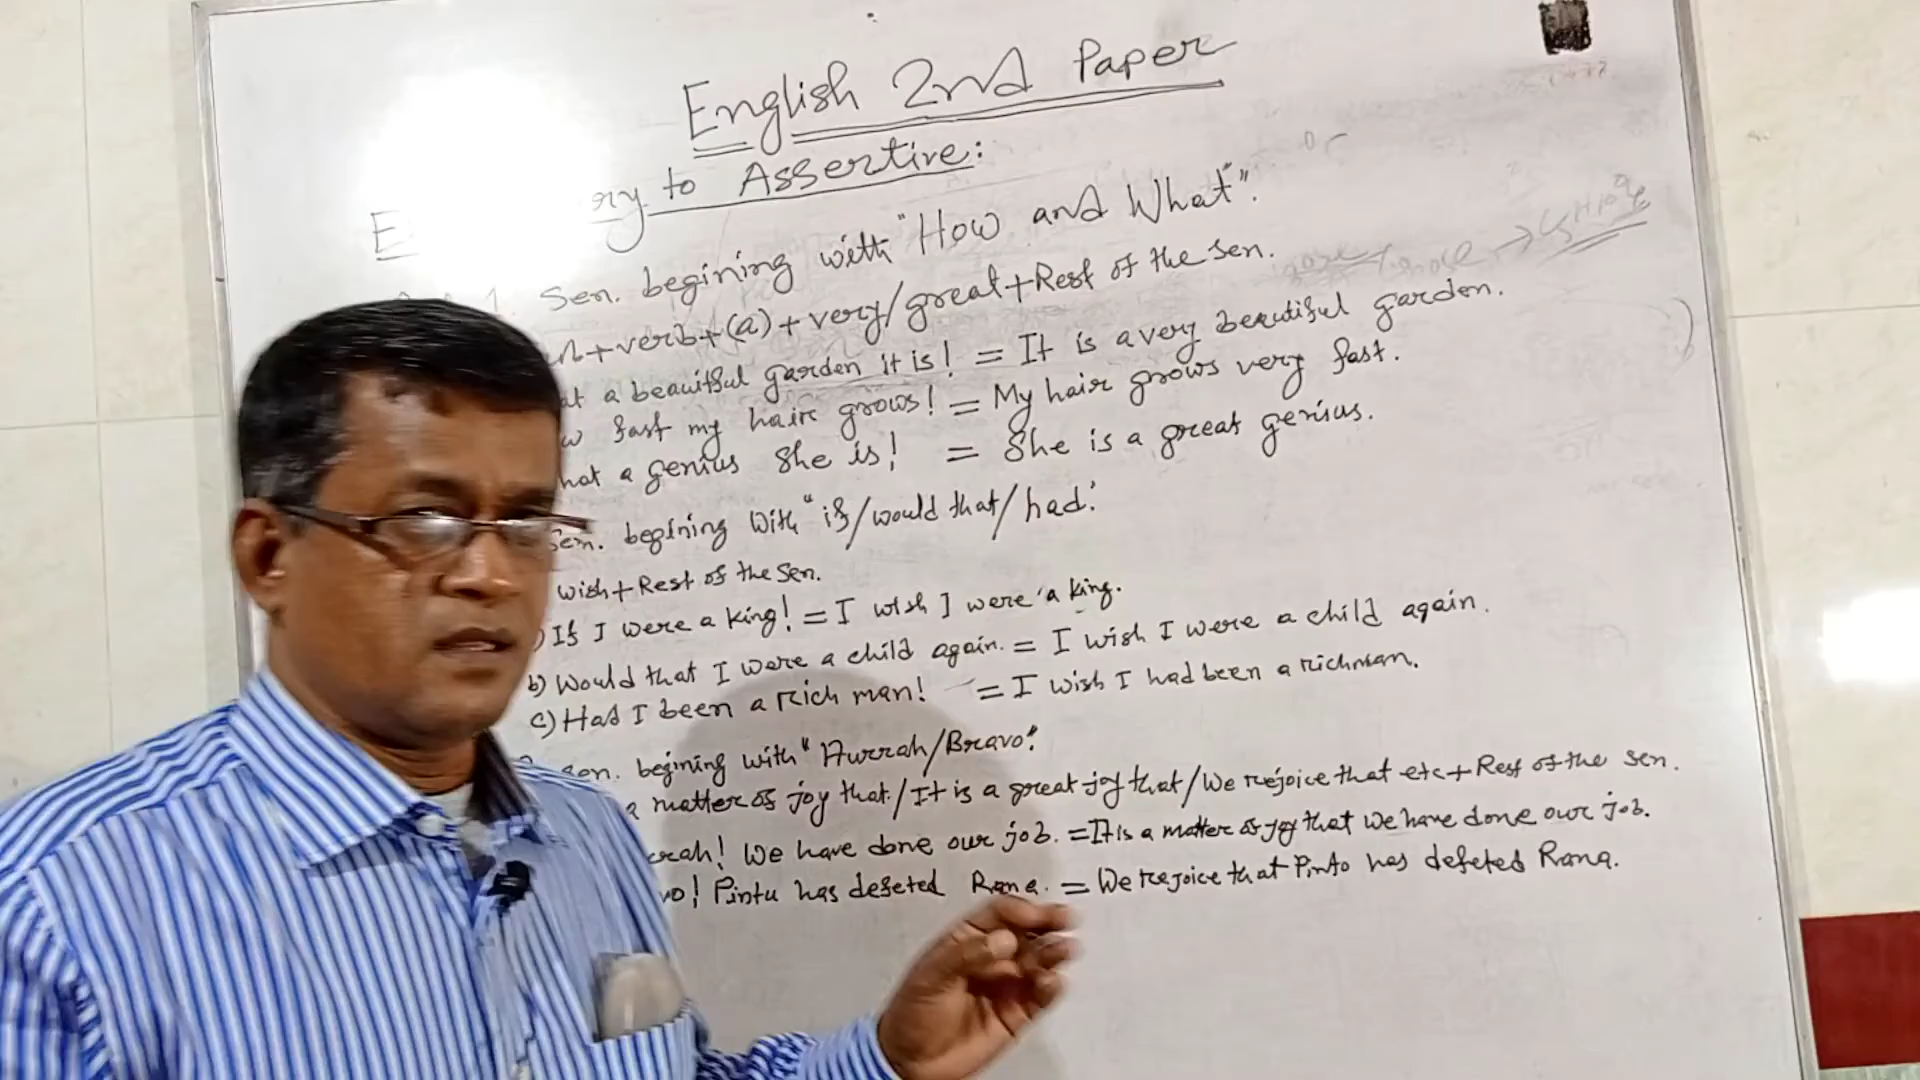 English 2nd Paper
E ry to Assertive:
1. Sen. begining with "How and What".
+verb+(a)+very/great+Rest of the sen.
at a beauitful garden it is! = It is a very beautiful garden.
w fast my hair grows! = My hair grows very fast.
hat a genius she is! = She is a great genius.
Sen. begining With "if/would that/had.'
wish+Rest of the Sen.
) If I were a king! = I wish I were a king.
b) Would that I were a child again. = I wish I were a child again.
c) Had I been a rich man! = I wish I had been a richman.
sen. begining with "Hurrah/Bravo".
a matter of joy that/It is a great joy that/We rejoice that etc+Rest of the sen.
rrah! We have done our job. = It is a matter of joy that we have done our job.
vo! Pintu has defeted Rana. = We rejoice that Pinto has defeted Rana.